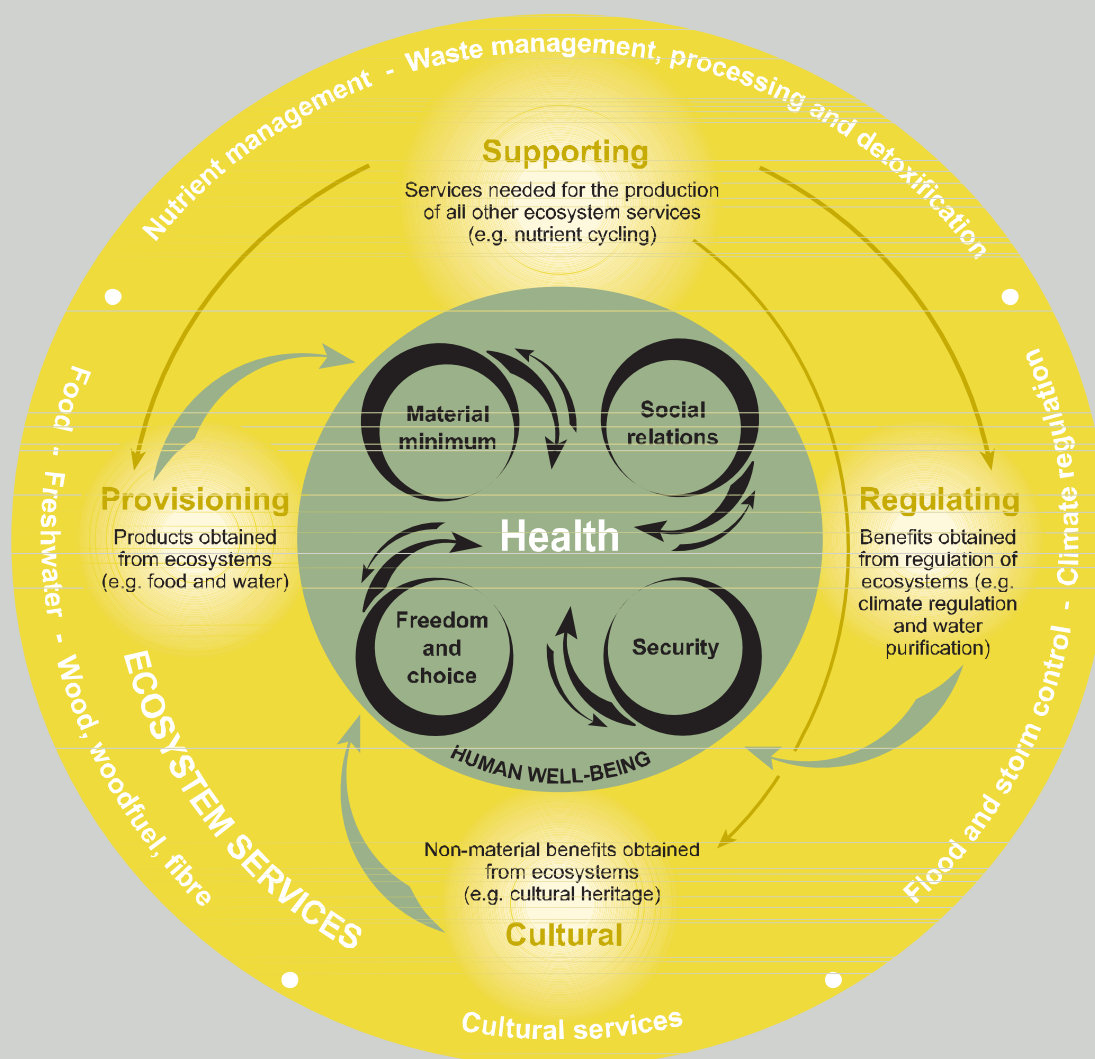 Nutrient management - Waste management, processing and detoxification
Supporting
Services needed for the production
of all other ecosystem services
(e.g. nutrient cycling)
Food - Freshwater - Wood, woodfuel, fibre
Provisioning
Products obtained
from ecosystems
(e.g. food and water)
Material
minimum
Social
relations
Health
Freedom
and
choice
Security
HUMAN WELL-BEING
Regulating
Benefits obtained
from regulation of
ecosystems (e.g.
climate regulation
and water
purification)
Flood and storm control - Climate regulation
ECOSYSTEM SERVICES
Non-material benefits obtained
from ecosystems
(e.g. cultural heritage)
Cultural
Cultural services